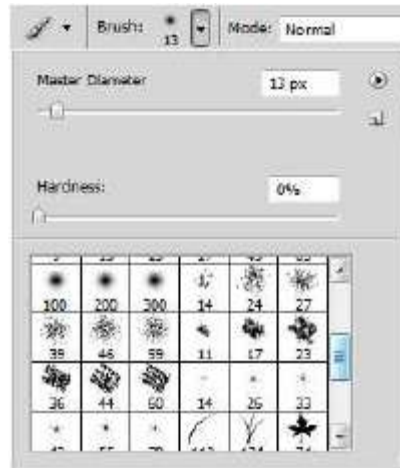 Brush: 13 Mode: Normal
Master Diameter 13 px
Hardness: 0%
100 200 300 14 24 27
39 46 59 11 17 23
36 44 60 14 26 33